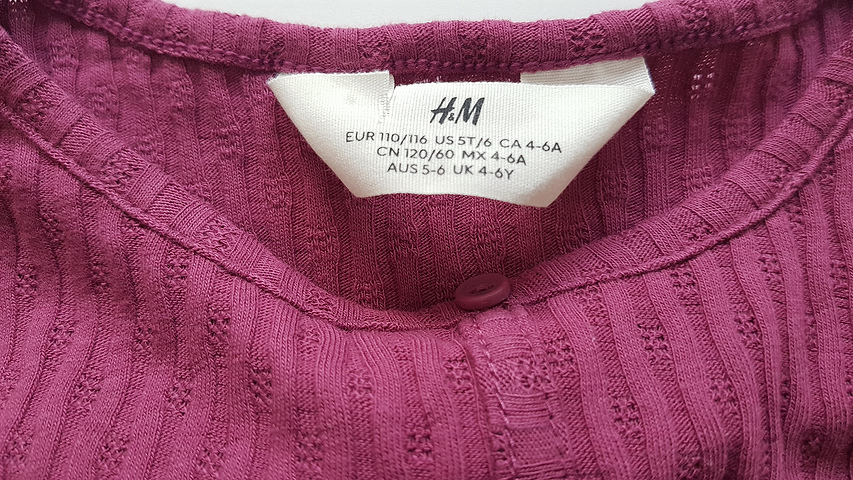 H&M
EUR 110/116 US 5T/6 CA 4-6A
CN 120/60 MX 4-6A
AUS 5-6 UK 4-6Y